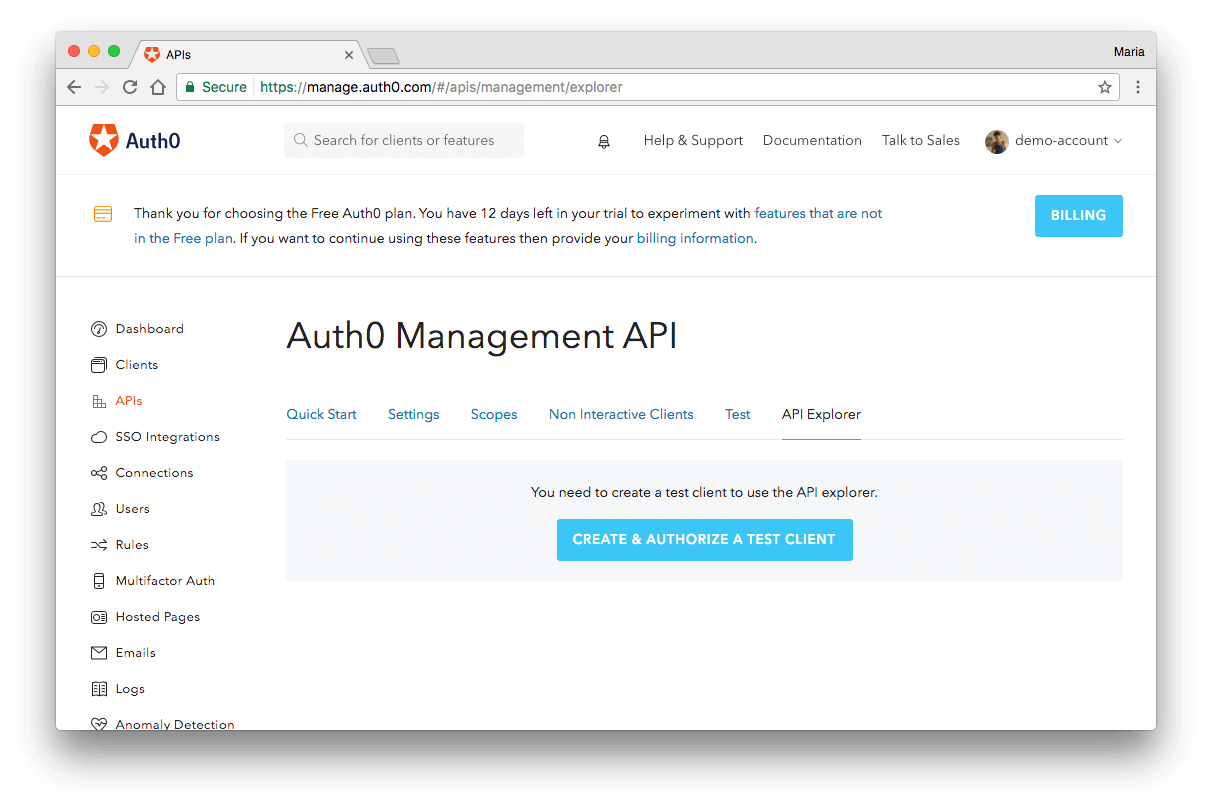 APIs
Maria
Secure https://manage.auth0.com/#/apis/management/explorer
Auth0
Search for clients or features
Help & Support
Documentation
Talk to Sales
demo-account
Thank you for choosing the Free Auth0 plan. You have 12 days left in your trial to experiment with features that are not
in the Free plan. If you want to continue using these features then provide your billing information.
BILLING
Dashboard
Clients
APIs
SSO Integrations
Connections
Users
Rules
Multifactor Auth
Hosted Pages
Emails
Logs
Anomaly Detection
Auth0 Management API
Quick Start
Settings
Scopes
Non Interactive Clients
Test
API Explorer
You need to create a test client to use the API explorer.
CREATE & AUTHORIZE A TEST CLIENT